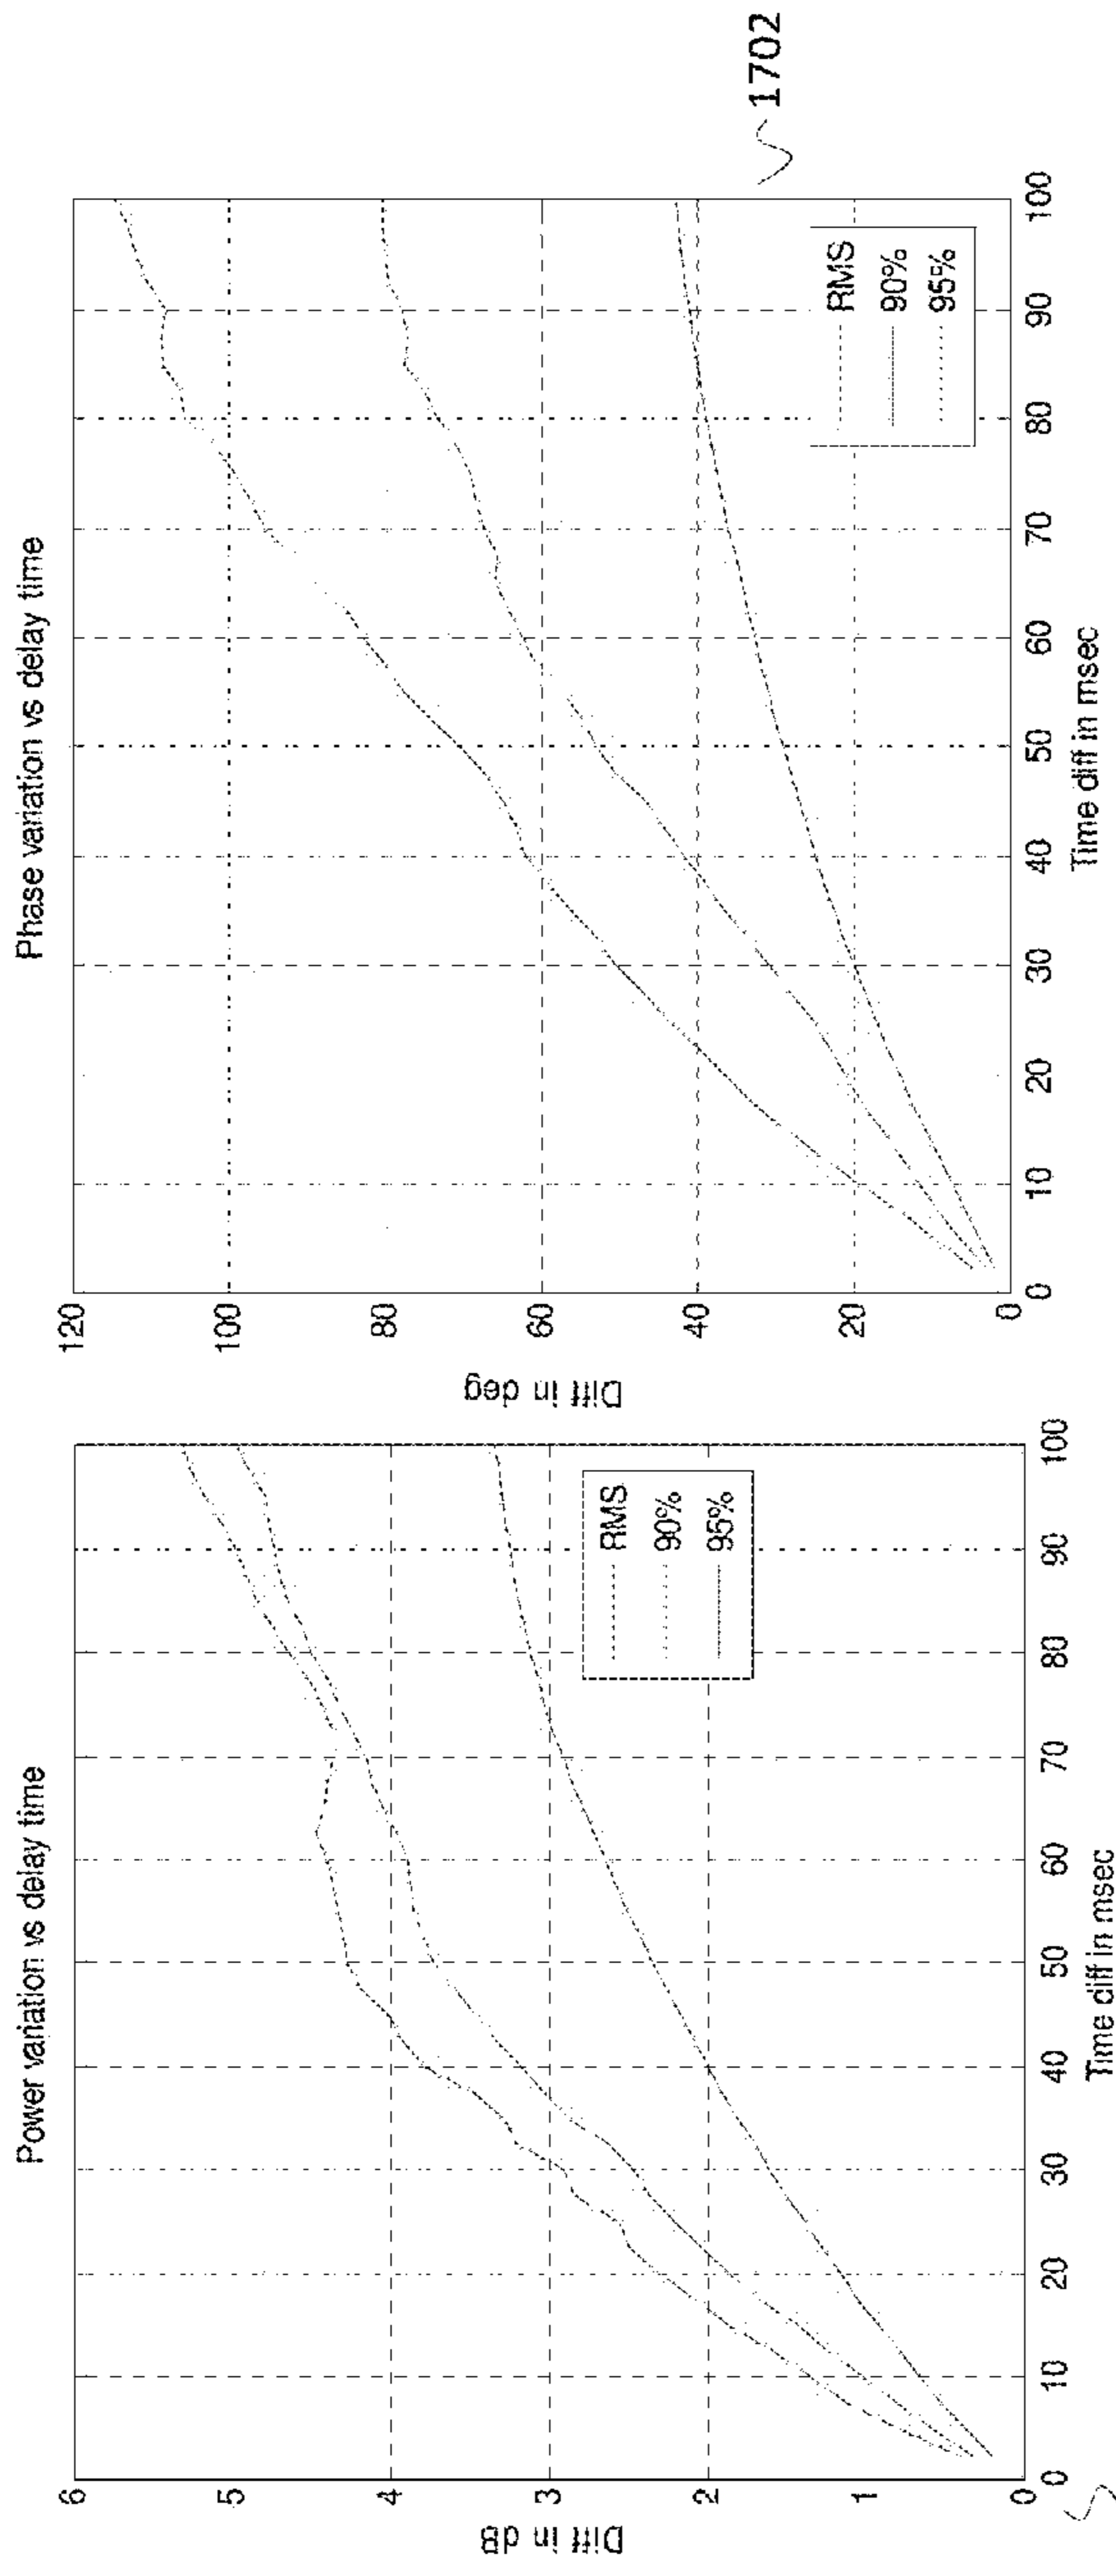 Power variation vs delay time
Diff in dB
6
5
4
3
2
1
0
0 10 20 30 40 50 60 70 80 90 100
Time diff in msec
RMS
90%
95%
Phase variation vs delay time
Diff in deg
120
100
80
60
40
20
0
0 10 20 30 40 50 60 70 80 90 100
Time diff in msec
RMS
90%
95%
1702